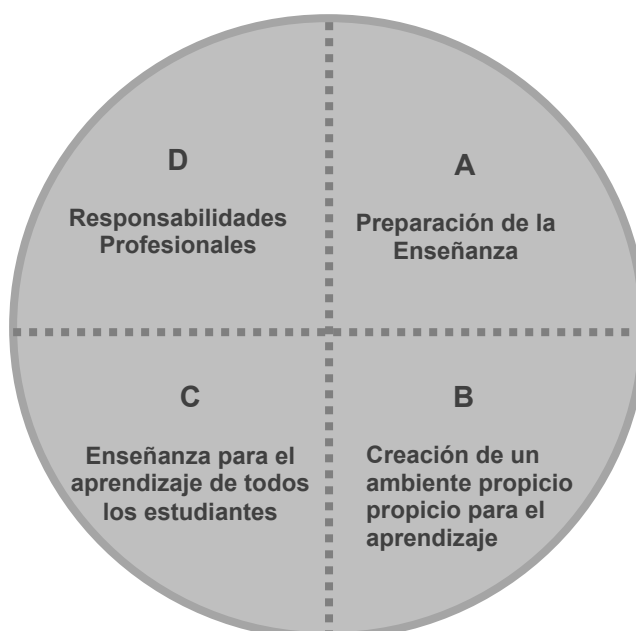 D
Responsabilidades
Profesionales
A
Preparación de la
Enseñanza
C
Enseñanza para el
aprendizaje de todos
los estudiantes
B
Creación de un
ambiente propicio
propicio para el
aprendizaje